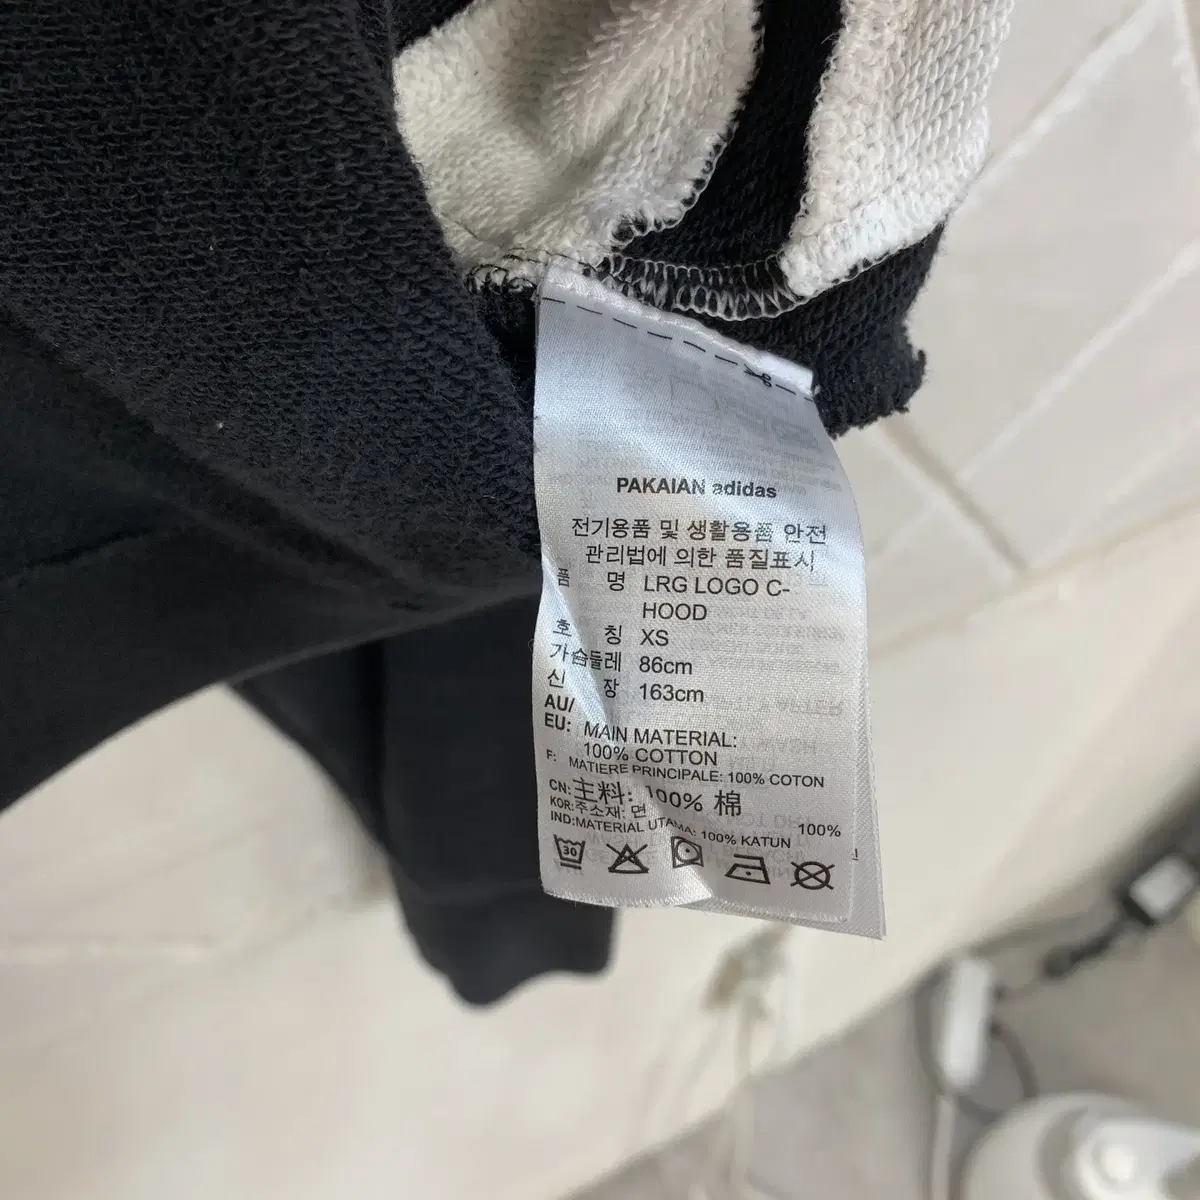 PAKAIAN adidas
전기용품 및 생활용품 안전
관리법에 의한 품질표시
품 명 LRG LOGO C-
HOOD
호 칭 XS
가슴둘레 86cm
신 장 163cm
AU/
EU: MAIN MATERIAL:
100% COTTON
F: MATIERE PRINCIPALE: 100% COTON
CN: 主料: 100% 棉
KOR: 주소재: 면 100%
IND: MATERIAL UTAMA: 100% KATUN
30